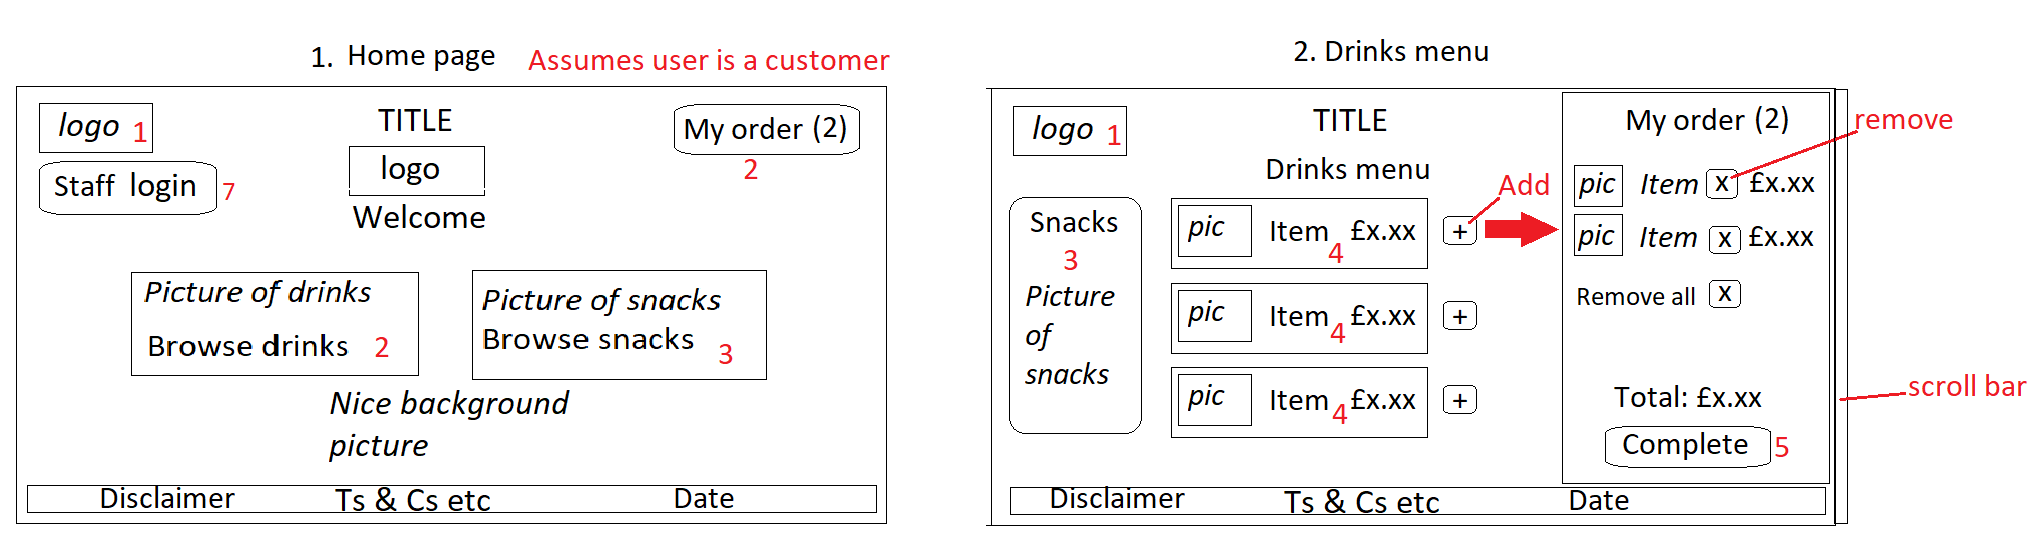 1. Home page
Assumes user is a customer
logo 1
TITLE
My order (2)
2
Staff login 7
logo
Welcome
Picture of drinks
Browse drinks 2
Picture of snacks
Browse snacks 3
Nice background
picture
Disclaimer
Ts & Cs etc
Date
2. Drinks menu
logo 1
TITLE
Drinks menu
Snacks
3
Picture
of
snacks
pic Item 4 £x.xx +
pic Item 4 £x.xx +
pic Item 4 £x.xx +
Add
My order (2)
remove
pic Item x £x.xx
pic Item x £x.xx
Remove all X
Total: £x.xx
Complete 5
scroll bar
Disclaimer
Ts & Cs etc
Date